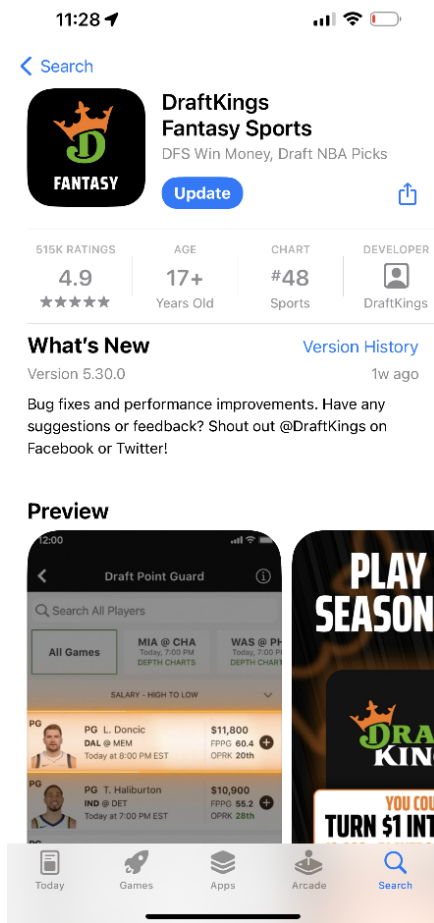 11:28
Search
DraftKings
Fantasy Sports
DFS Win Money, Draft NBA Picks
D
FANTASY
Update
515K RATINGS
4.9
AGE
17+
Years Old
CHART
#48
Sports
DEVELOPER
DraftKings
What's New
Version History
Version 5.30.0
1w ago
Bug fixes and performance improvements. Have any
suggestions or feedback? Shout out @DraftKings on
Facebook or Twitter!
Preview
12:00
Draft Point Guard
Search All Players
All Games
MIA @ CHA
Today, 7:00 PM
DEPTH CHARTS
WAS @ PH
Today, 7:00 P
DEPTH CHART
SALARY - HIGH TO LOW
PG
PG L. Doncic
DAL @ MEM
Today at 8:00 PM EST
$11,800
FPPG 60.4
OPRK 20th
PG
PG T. Haliburton
IND @ DET
Today at 7:00 PM EST
$10,900
FPPG 55.2
OPRK 28th
PLAY
SEASON
DRA
KIN
YOU COU
TURN $1 INT
Today
Games
Apps
Arcade
Search